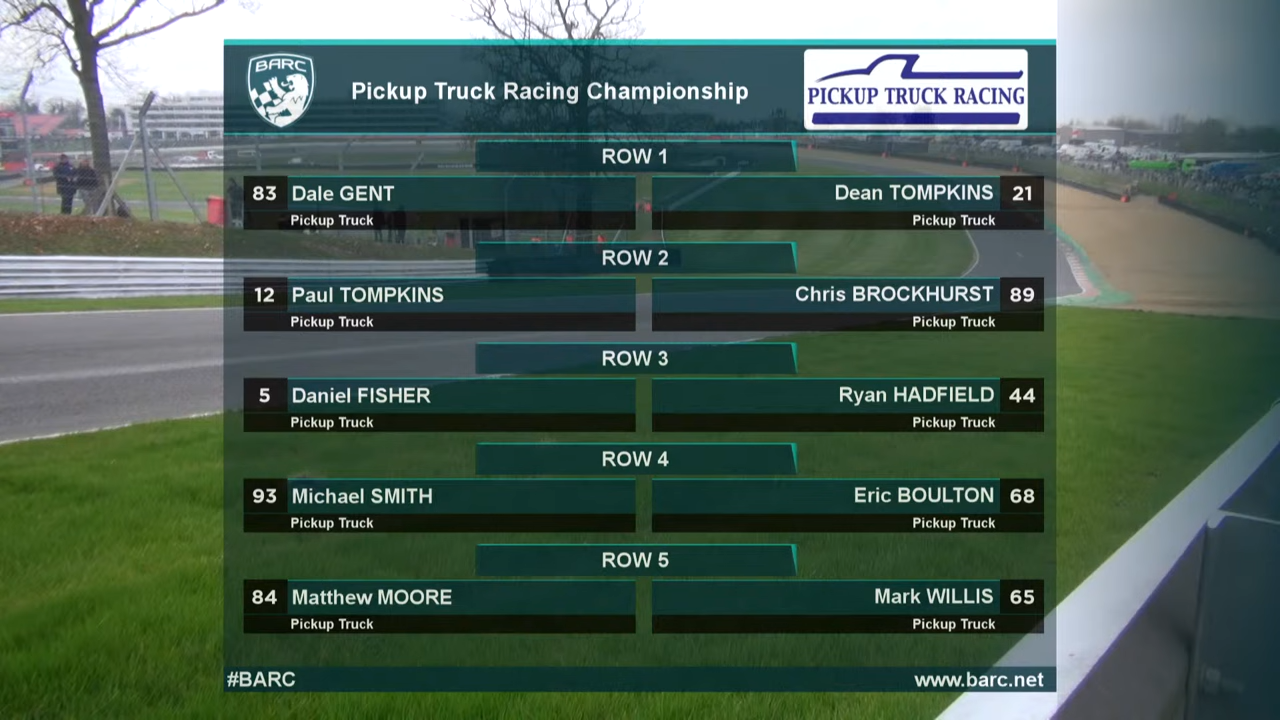 BARC
Pickup Truck Racing Championship
PICKUP TRUCK RACING
ROW 1
83 Dale GENT
Pickup Truck
Dean TOMPKINS 21
Pickup Truck
ROW 2
12 Paul TOMPKINS
Pickup Truck
Chris BROCKHURST 89
Pickup Truck
ROW 3
5 Daniel FISHER
Pickup Truck
Ryan HADFIELD 44
Pickup Truck
ROW 4
93 Michael SMITH
Pickup Truck
Eric BOULTON 68
Pickup Truck
ROW 5
84 Matthew MOORE
Pickup Truck
Mark WILLIS 65
Pickup Truck
#BARC
www.barc.net